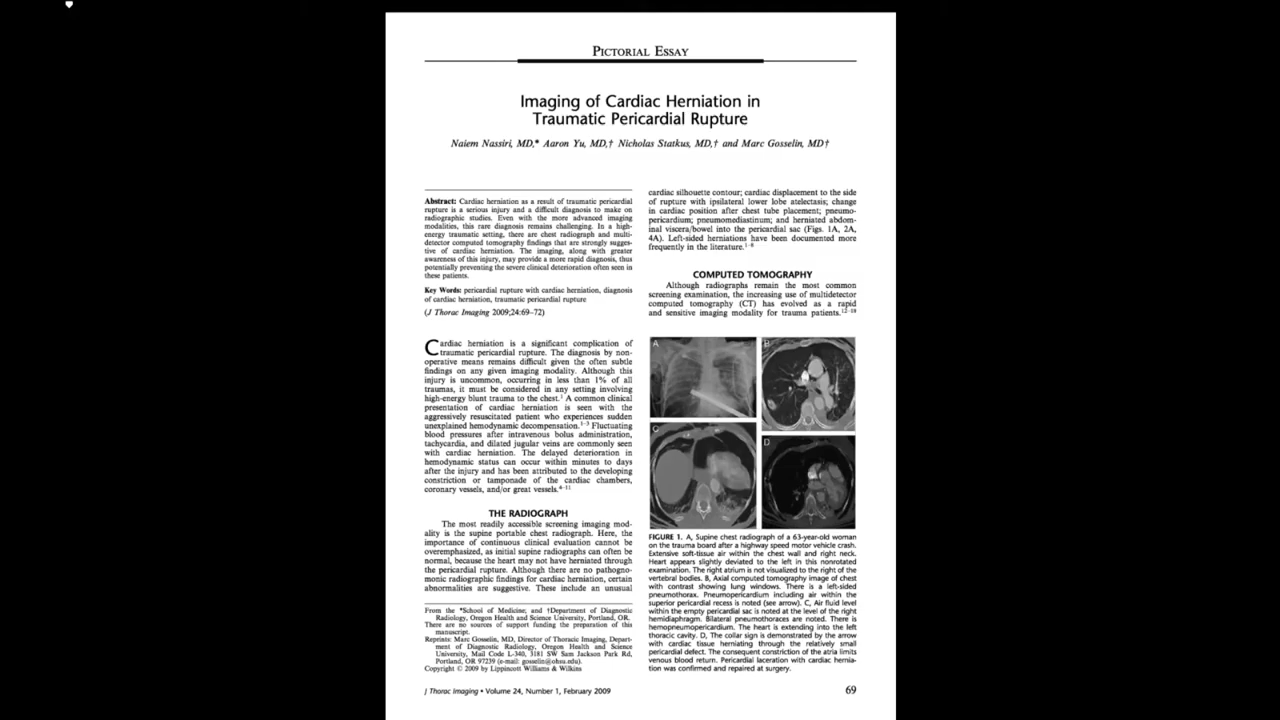 PICTORIAL ESSAY
Imaging of Cardiac Herniation in
Traumatic Pericardial Rupture
Naiem Nassiri, MD,* Aaron Yu, MD,† Nicholas Statkus, MD,† and Marc Gosselin, MD†
Abstract: Cardiac herniation as a result of traumatic pericardial
rupture is a serious injury and a difficult diagnosis to make on
radiographic studies. Even with the more advanced imaging
modalities, this rare diagnosis remains challenging. In a high-
energy traumatic setting, there are chest radiograph and multi-
detector computed tomography findings that are strongly sugges-
tive of cardiac herniation. The imaging, along with greater
awareness of this injury, may provide a more rapid diagnosis, thus
potentially preventing the severe clinical deterioration often seen in
these patients.
Key Words: pericardial rupture with cardiac herniation, diagnosis
of cardiac herniation, traumatic pericardial rupture
(J Thorac Imaging 2009;24:69–72)
Cardiac herniation is a significant complication of
traumatic pericardial rupture. The diagnosis by non-
operative means remains difficult given the often subtle
findings on any given imaging modality. Although this
injury is uncommon, occurring in less than 1% of all
traumas, it must be considered in any setting involving
high-energy blunt trauma to the chest.1 A common clinical
presentation of cardiac herniation is seen with the
aggressively resuscitated patient who experiences sudden
unexplained hemodynamic decompensation.1–5 Fluctuating
blood pressures after intravenous bolus administration,
tachycardia, and dilated jugular veins are commonly seen
with cardiac herniation. The delayed deterioration in
hemodynamic status can occur within minutes to days
after the injury and has been attributed to the developing
constriction or tamponade of the cardiac chambers,
coronary vessels, and/or great vessels.6–11
THE RADIOGRAPH
The most readily accessible screening imaging mod-
ality is the supine portable chest radiograph. Here, the
importance of continuous clinical evaluation cannot be
overemphasized, as initial supine radiographs can often be
normal, because the heart may not have herniated through
the pericardial rupture. Although there are no pathogno-
monic radiographic findings for cardiac herniation, certain
abnormalities are suggestive. These include an unusual
From the *School of Medicine, and †Department of Diagnostic
Radiology, Oregon Health and Science University, Portland, OR.
There are no sources of support funding the preparation of this
manuscript.
Reprints: Marc Gosselin, MD, Director of Thoracic Imaging, Depart-
ment of Diagnostic Radiology, Oregon Health and Science
University, Mail Code L-340, 3181 SW Sam Jackson Park Rd,
Portland, OR 97239 (e-mail: gosselin@ohsu.edu).
Copyright © 2009 by Lippincott Williams & Wilkins
cardiac silhouette contour; cardiac displacement to the side
of rupture with ipsilateral lower lobe atelectasis; change
in cardiac position after chest tube placement; pneumo-
pericardium; pneumomediastinum; and herniated abdom-
inal viscera/bowel into the pericardial sac (Figs. 1A, 2A,
4A). Left-sided herniations have been documented more
frequently in the literature.1–8
COMPUTED TOMOGRAPHY
Although radiographs remain the most common
screening examination, the increasing use of multidetector
computed tomography (CT) has evolved as a rapid
and sensitive imaging modality for trauma patients.12–18
A
B
C
D
FIGURE 1. A, Supine chest radiograph of a 63-year-old woman
on the trauma board after a highway speed motor vehicle crash.
Extensive soft-tissue air within the chest wall and right neck.
Heart appears slightly deviated to the left in this nonrotated
examination. The right atrium is not visualized to the right of the
vertebral bodies. B, Axial computed tomography image of chest
with contrast showing lung windows. There is a left-sided
pneumothorax. Pneumopericardium including air within the
superior pericardial recess is noted (see arrow). C, Air fluid level
within the empty pericardial sac is noted at the level of the right
hemidiaphragm. Bilateral pneumothoraces are noted. There is
hemopneumopericardium. The heart is extending into the left
thoracic cavity. D, The collar sign is demonstrated by the arrow
with cardiac tissue herniating through the relatively small
pericardial defect. The consequent constriction of the atria limits
venous blood return. Pericardial laceration with cardiac hernia-
tion was confirmed and repaired at surgery.
J Thorac Imaging • Volume 24, Number 1, February 2009
69